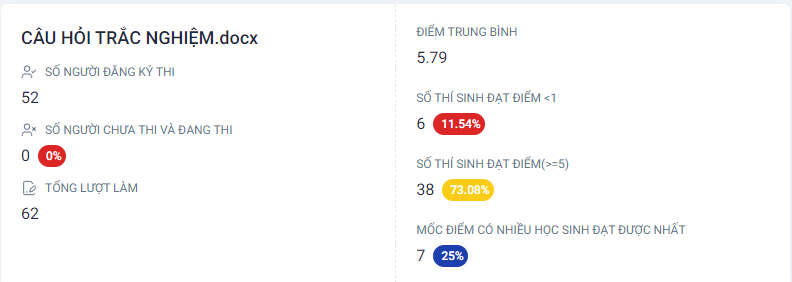 CÂU HỎI TRẮC NGHIỆM.docx
SỐ NGƯỜI ĐĂNG KÝ THI
52
SỐ NGƯỜI CHƯA THI VÀ ĐANG THI
0 0%
TỔNG LƯỢT LÀM
62
ĐIỂM TRUNG BÌNH
5.79
SỐ THÍ SINH ĐẠT ĐIỂM <1
6 11.54%
SỐ THÍ SINH ĐẠT ĐIỂM(>=5)
38 73.08%
MỐC ĐIỂM CÓ NHIỀU HỌC SINH ĐẠT ĐƯỢC NHẤT
7 25%